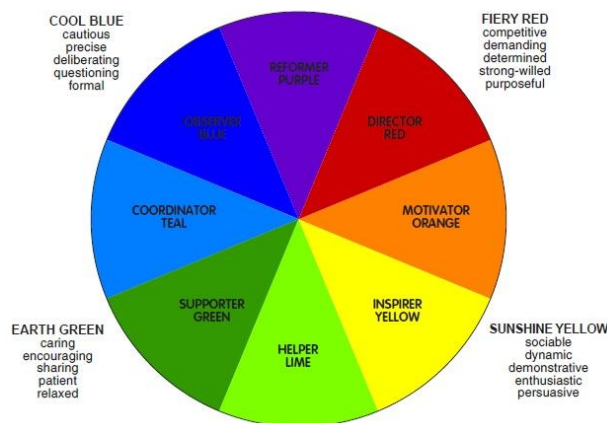 COOL BLUE
cautious
precise
deliberating
questioning
formal
FIERY RED
competitive
demanding
determined
strong-willed
purposeful
REFORMER
PURPLE
OBSERVER
BLUE
DIRECTOR
RED
COORDINATOR
TEAL
MOTIVATOR
ORANGE
SUPPORTER
GREEN
INSPIRER
YELLOW
HELPER
LIME
EARTH GREEN
caring
encouraging
sharing
patient
relaxed
SUNSHINE YELLOW
sociable
dynamic
demonstrative
enthusiastic
persuasive